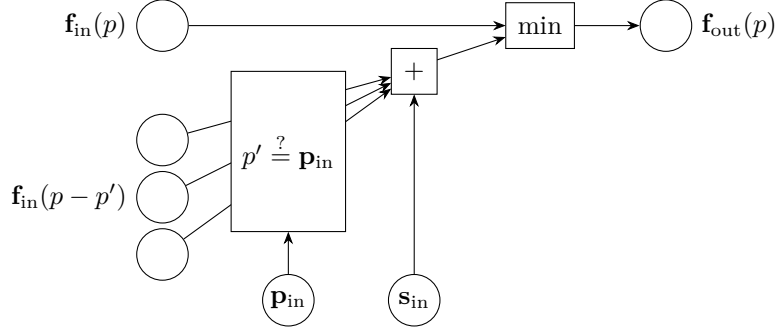 f_in(p)
min
f_out(p)
+
p′ ≟ p_in
f_in(p − p′)
p_in
s_in